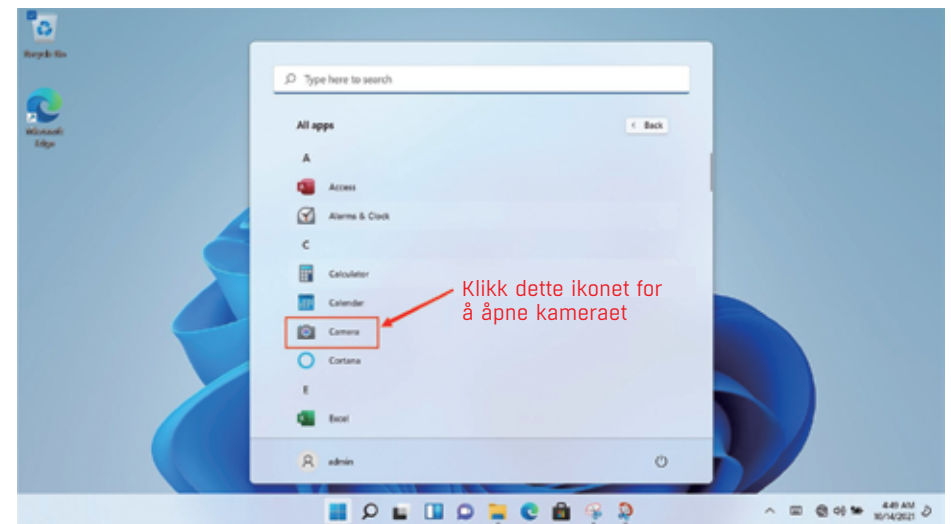 Recycle Bin
Microsoft
Edge
Type here to search
All apps
< Back
A
Access
Alarms & Clock
C
Calculator
Calendar
Camera
Cortana
E
Excel
Klikk dette ikonet for
å åpne kameraet
admin
4:49 AM
10/14/2021